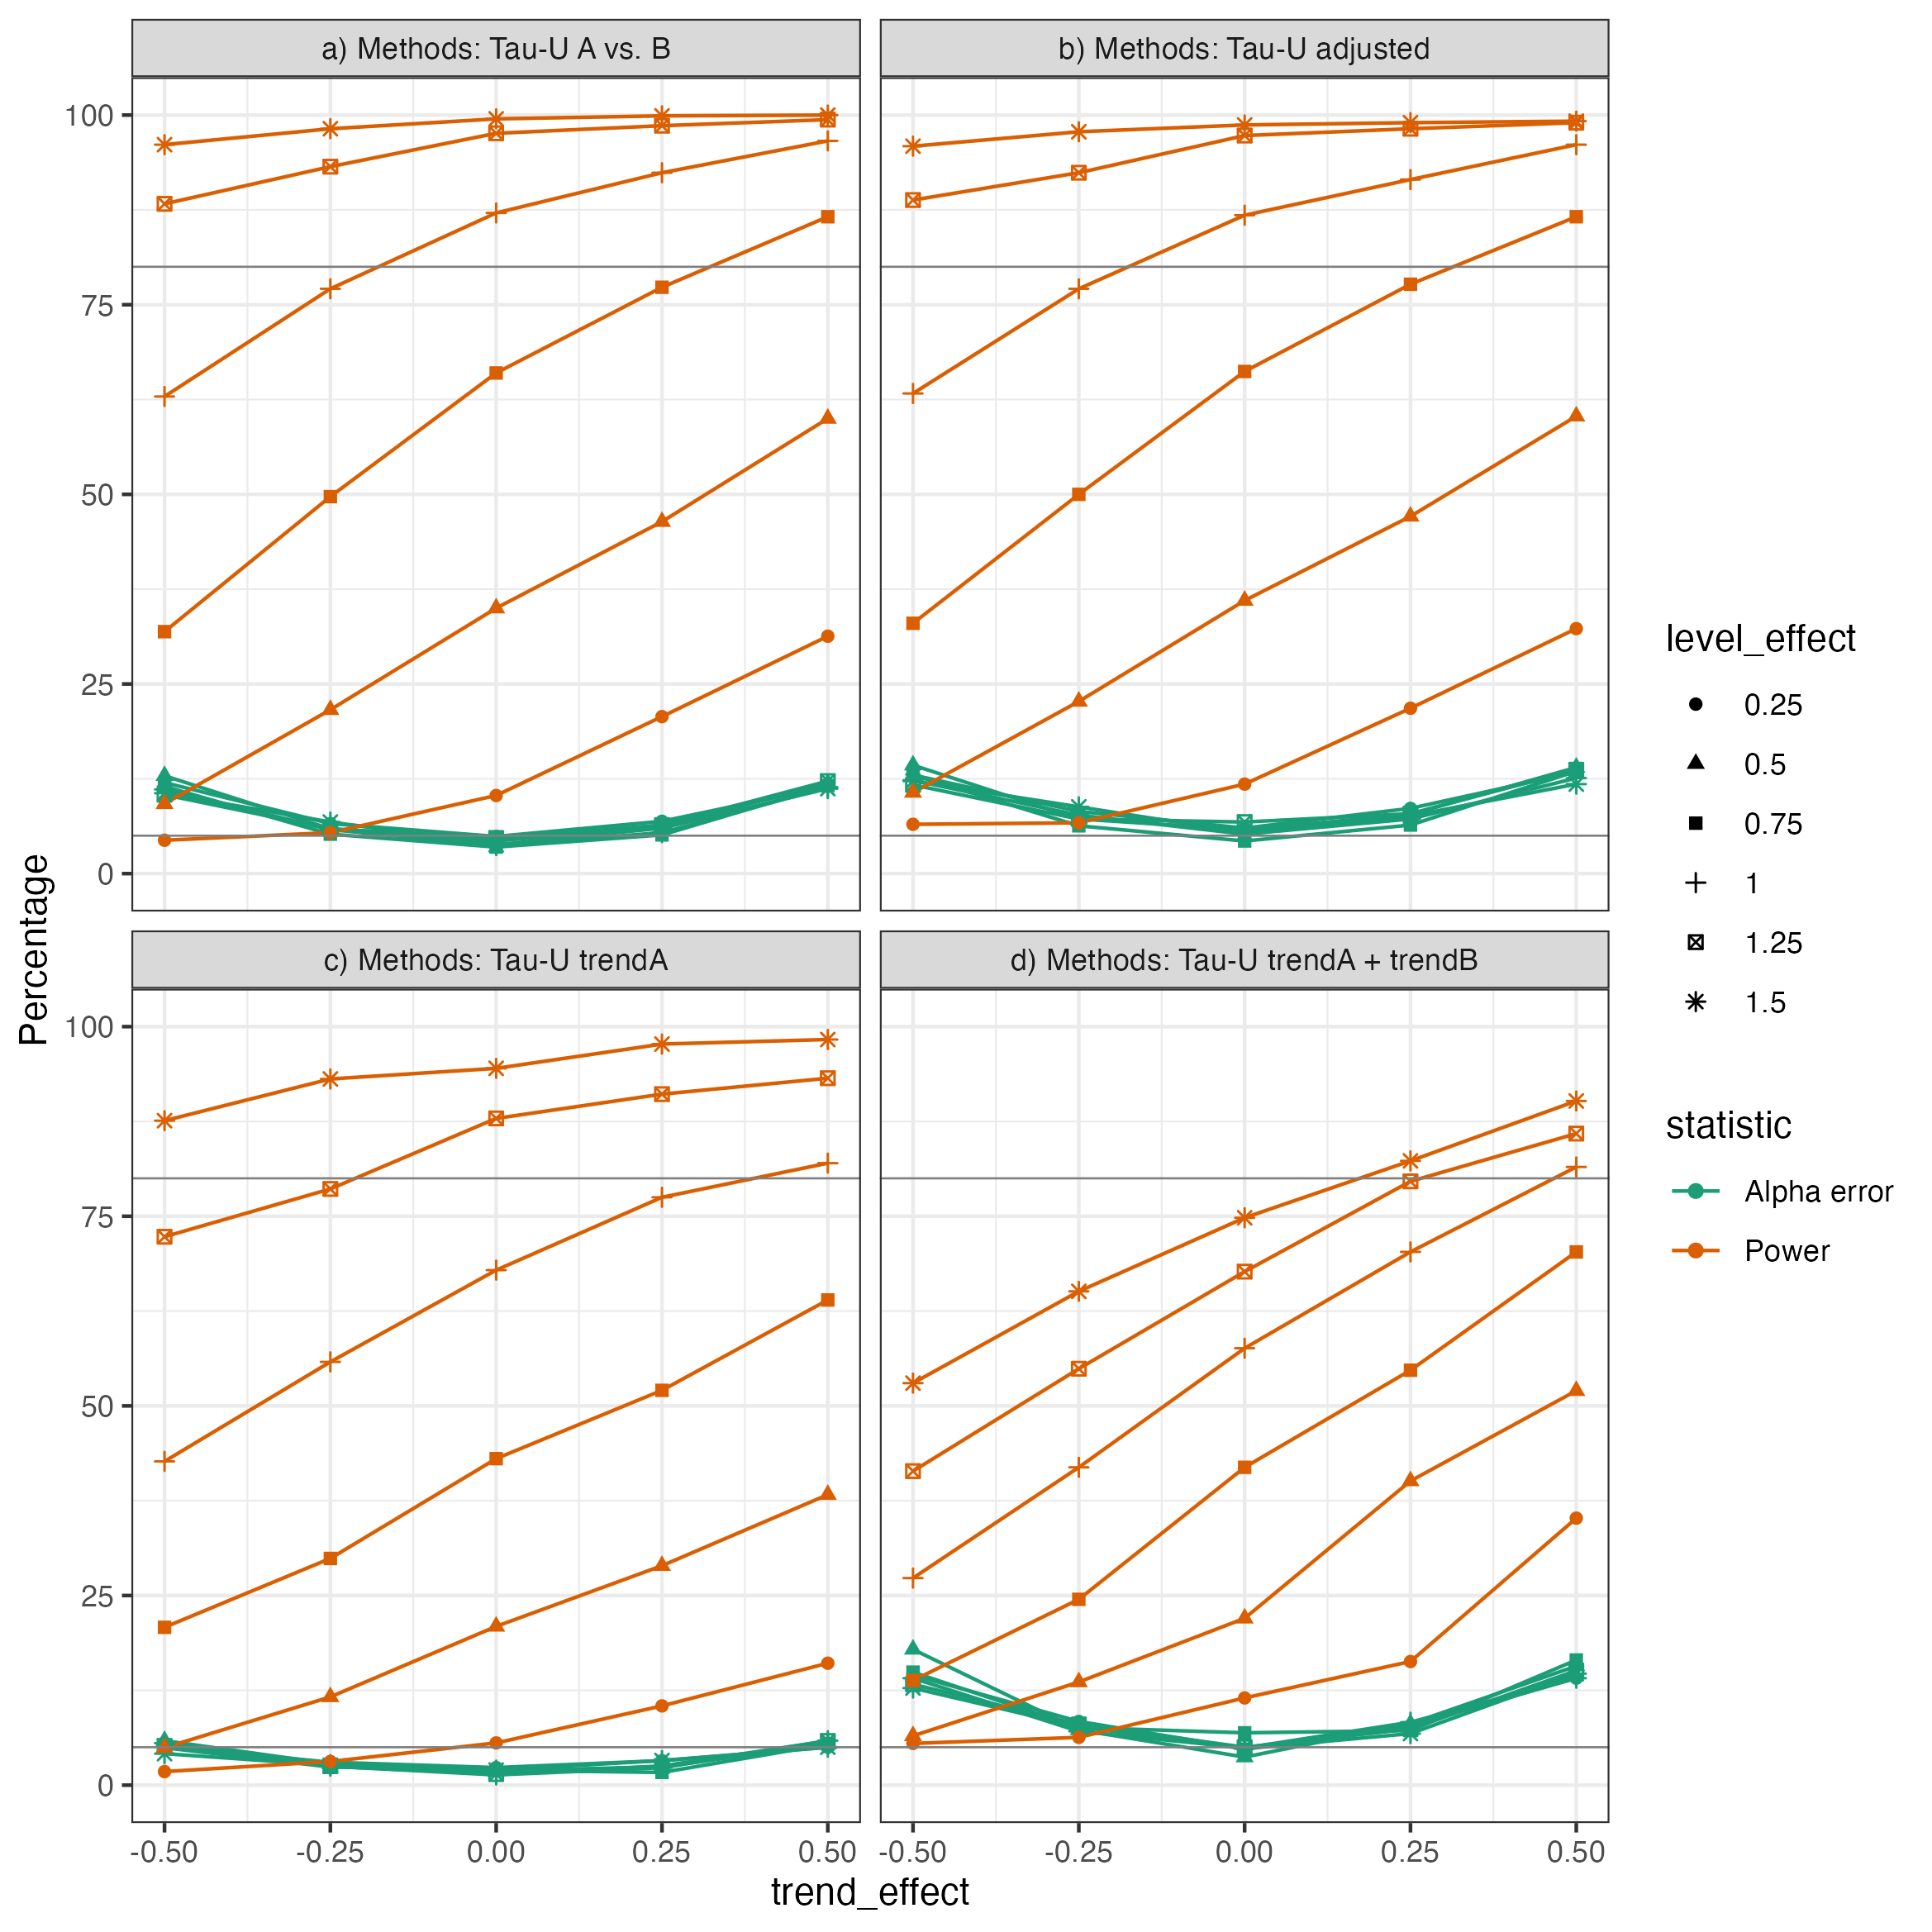 a) Methods: Tau-U A vs. B
b) Methods: Tau-U adjusted
100
75
50
25
0
c) Methods: Tau-U trendA
d) Methods: Tau-U trendA + trendB
100
75
50
25
0
-0.50 -0.25 0.00 0.25 0.50
-0.50 -0.25 0.00 0.25 0.50
trend_effect
Percentage
level_effect
0.25
0.5
0.75
1
1.25
1.5
statistic
Alpha error
Power